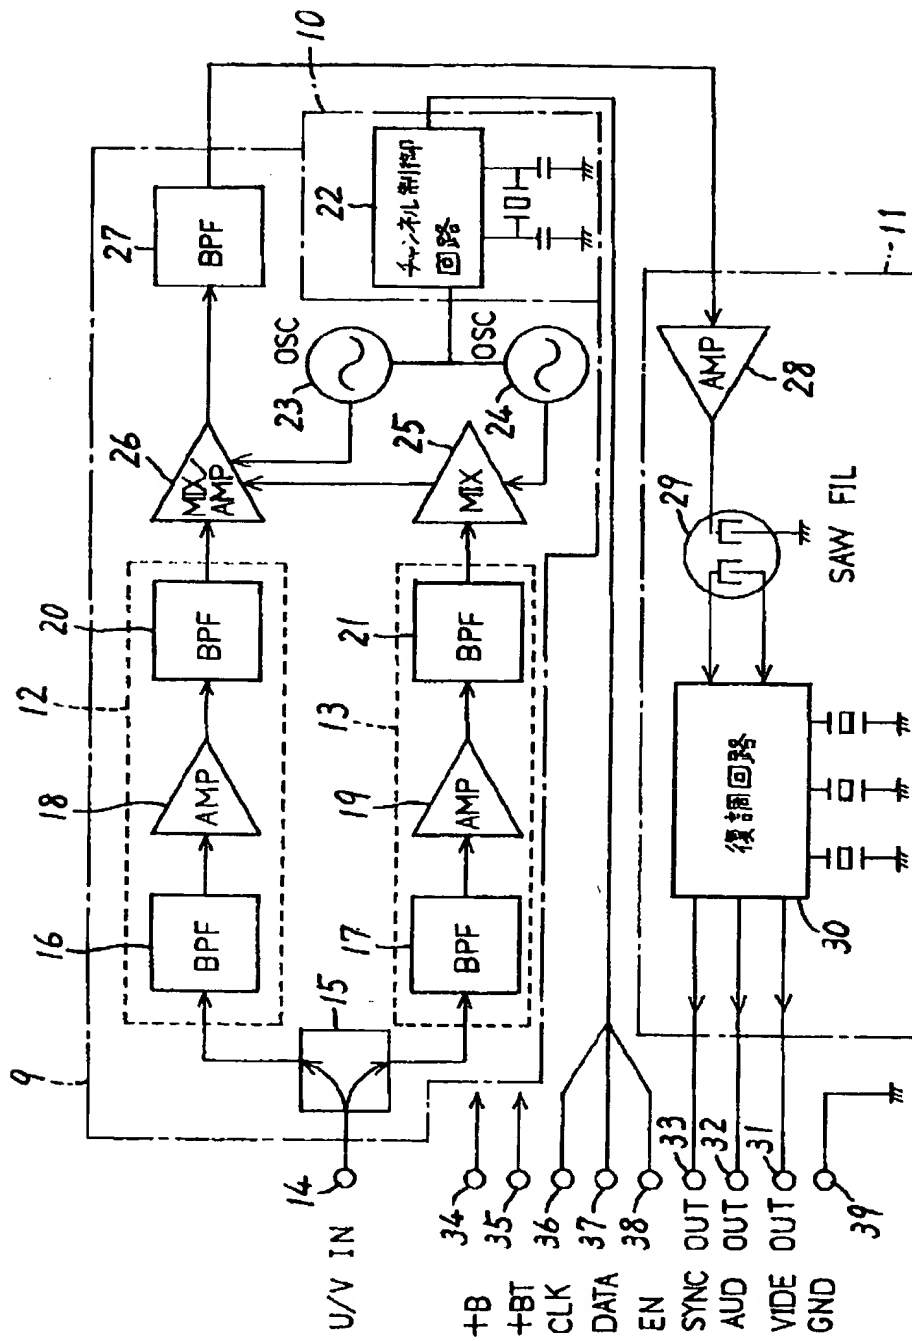 9
12
16
BPF
18
AMP
20
BPF
26
MIX/
AMP
27
BPF
10
22
チャンネル制御
回路
OSC
23
OSC
24
25
MIX
15
14
U/V IN
13
17
BPF
19
AMP
21
BPF
34
+B
35
+BT
36
CLK
37
DATA
38
EN
33
SYNC OUT
32
AUD OUT
31
VIDE OUT
39
GND
11
AMP
28
29
SAW FIL
復調回路
30